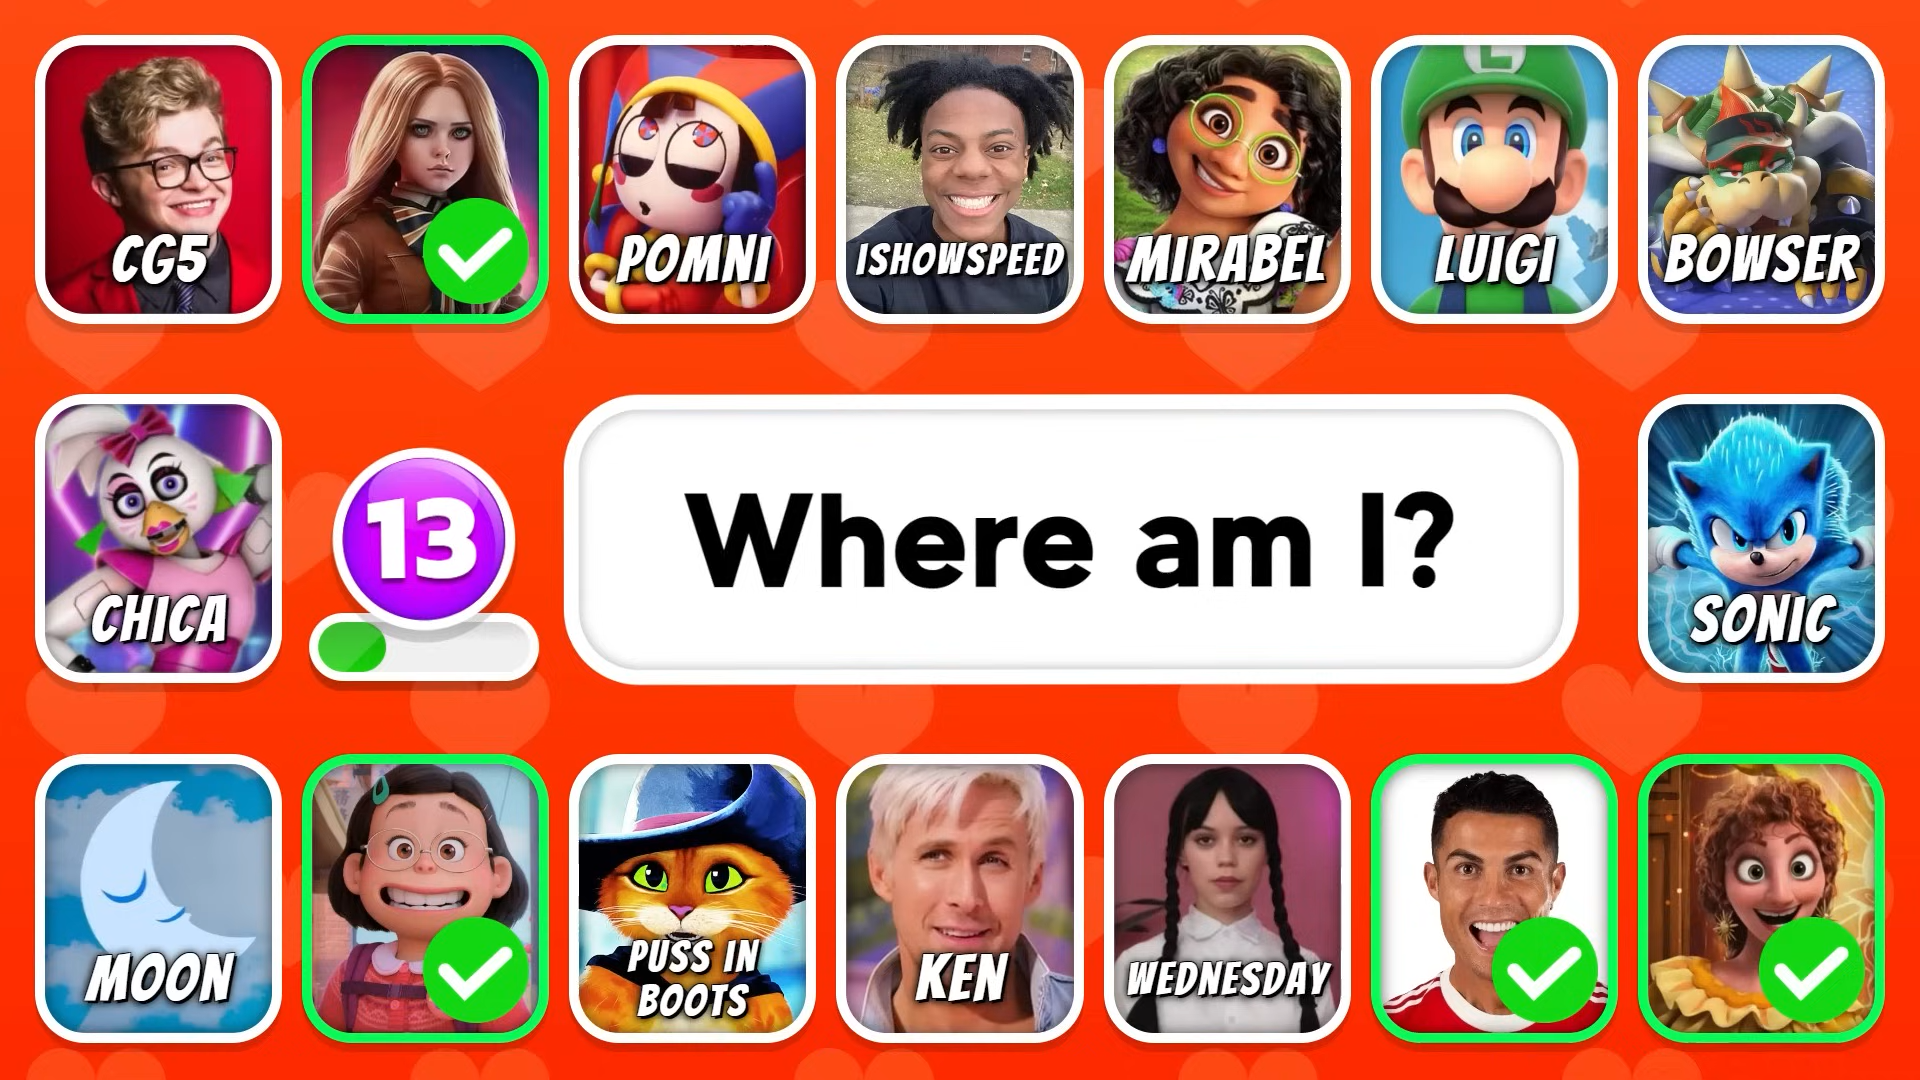 CG5
POMNI
ISHOWSPEED
MIRABEL
L
LUIGI
BOWSER
CHICA
13
Where am I?
SONIC
MOON
PUSS IN
BOOTS
KEN
WEDNESDAY